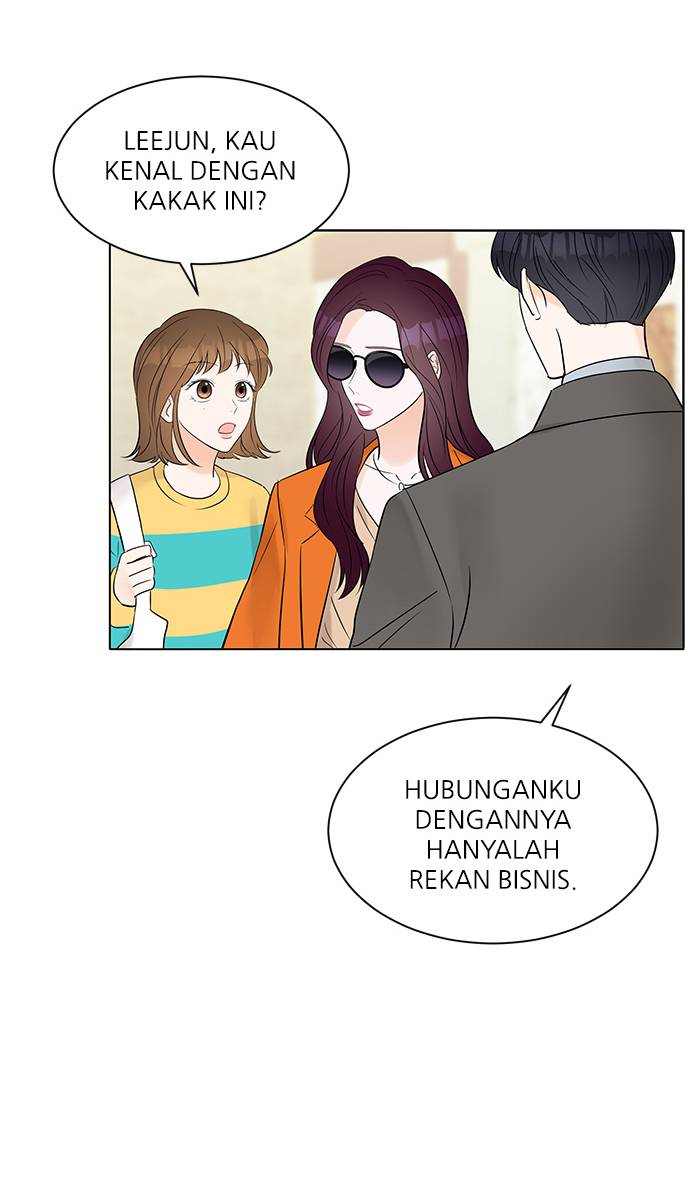 LEEJUN, KAU
KENAL DENGAN
KAKAK INI?
HUBUNGANKU
DENGANNYA
HANYALAH
REKAN BISNIS.